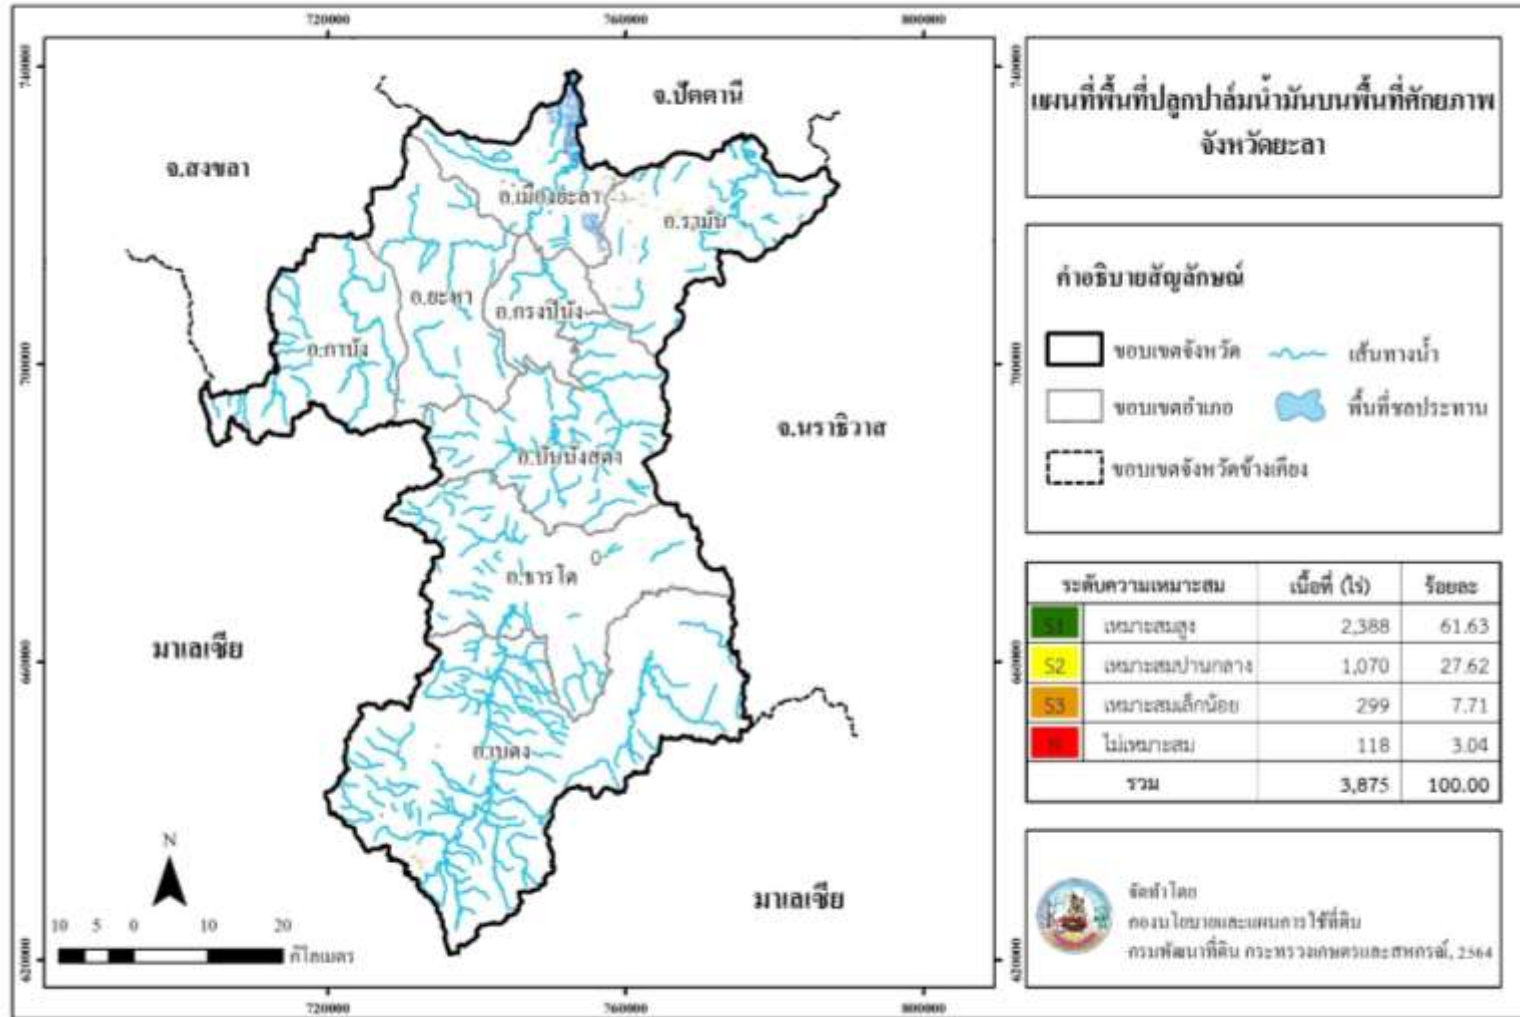 720000 760000 800000
740000 740000
700000 700000
660000 660000
620000 620000
720000 760000 800000
จ.ปัตตานี
จ.สงขลา
อ.เมืองยะลา
อ.รามัน
อ.ยะหา
อ.กรงปินัง
อ.กาบัง
จ.นราธิวาส
อ.บันนังสตา
อ.ธารโต
มาเลเซีย
อ.เบตง
มาเลเซีย
N
10 5 0 10 20
กิโลเมตร
แผนที่พื้นที่ปลูกปาล์มน้ำมันบนพื้นที่ศักยภาพ
จังหวัดยะลา
คำอธิบายสัญลักษณ์
ขอบเขตจังหวัด เส้นทางน้ำ
ขอบเขตอำเภอ พื้นที่ชลประทาน
ขอบเขตจังหวัดข้างเคียง
ระดับความเหมาะสม เนื้อที่ (ไร่) ร้อยละ
S1 เหมาะสมสูง 2,388 61.63
S2 เหมาะสมปานกลาง 1,070 27.62
S3 เหมาะสมเล็กน้อย 299 7.71
N ไม่เหมาะสม 118 3.04
รวม 3,875 100.00
จัดทำโดย
กองนโยบายและแผนการใช้ที่ดิน
กรมพัฒนาที่ดิน กระทรวงเกษตรและสหกรณ์, 2564